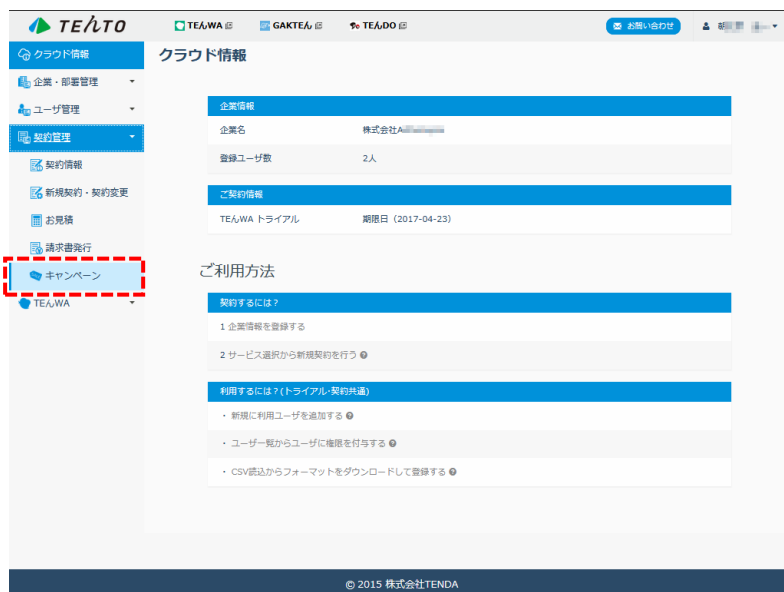 TEんTO
TEんWA
GAKTEん
TEんDO
お問い合わせ
クラウド情報
企業・部署管理
ユーザ管理
契約管理
契約情報
新規契約・契約変更
お見積
請求書発行
キャンペーン
TEんWA
クラウド情報
企業情報
企業名 株式会社A
登録ユーザ数 2人
ご契約情報
TEんWA トライアル 期限日（2017-04-23）
ご利用方法
契約するには？
1 企業情報を登録する
2 サービス選択から新規契約を行う
利用するには？(トライアル・契約共通)
・ 新規に利用ユーザを追加する
・ ユーザ一覧からユーザに権限を付与する
・ CSV読込からフォーマットをダウンロードして登録する
© 2015 株式会社TENDA